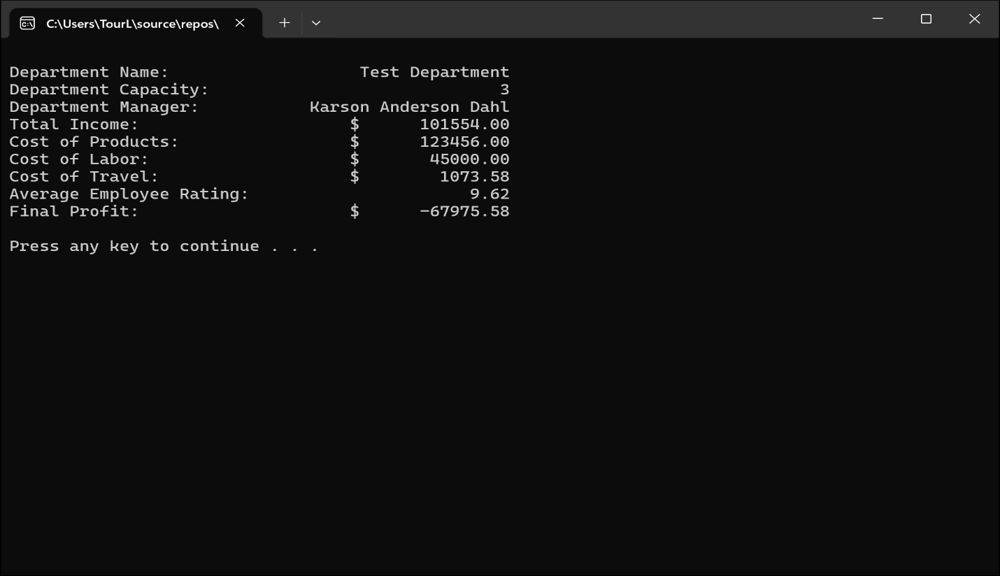 C:\Users\TourL\source\repos\
Department Name: Test Department
Department Capacity: 3
Department Manager: Karson Anderson Dahl
Total Income: $ 101554.00
Cost of Products: $ 123456.00
Cost of Labor: $ 45000.00
Cost of Travel: $ 1073.58
Average Employee Rating: 9.62
Final Profit: $ -67975.58
Press any key to continue . . .